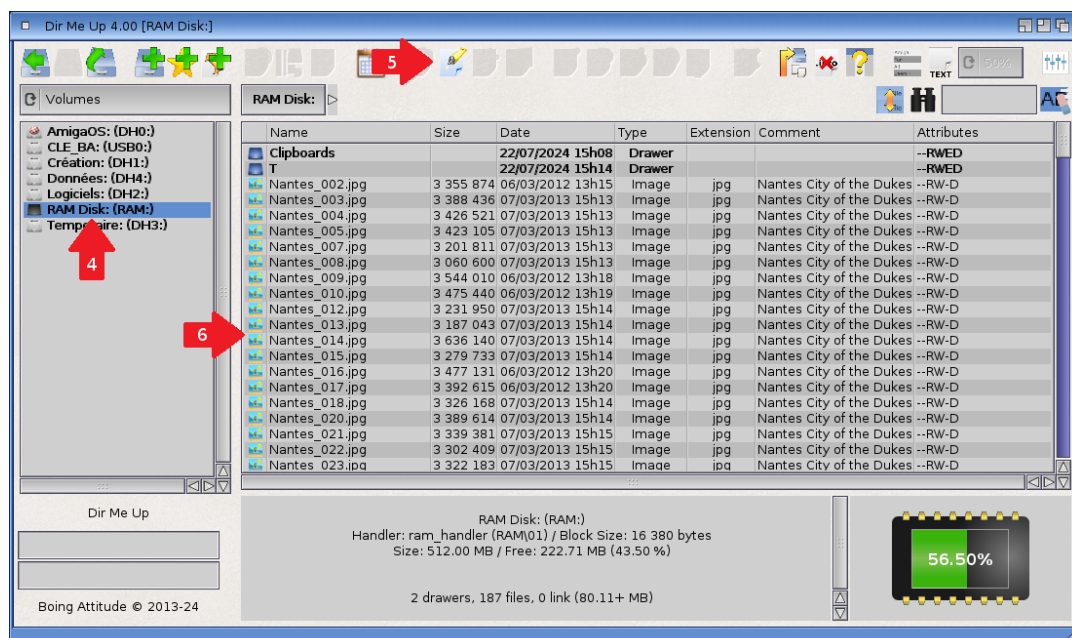 Dir Me Up 4.00 [RAM Disk:]
5
TEXT
50%
Volumes
RAM Disk:
AmigaOS: (DH0:)
CLE_BA: (USB0:)
Création: (DH1:)
Données: (DH4:)
Logiciels: (DH2:)
RAM Disk: (RAM:)
Temporaire: (DH3:)
4
6
Name Size Date Type Extension Comment Attributes
Clipboards 22/07/2024 15h08 Drawer --RWED
T 22/07/2024 15h14 Drawer --RWED
Nantes_002.jpg 3 355 874 06/03/2012 13h15 Image jpg Nantes City of the Dukes --RW-D
Nantes_003.jpg 3 388 436 07/03/2013 15h13 Image jpg Nantes City of the Dukes --RW-D
Nantes_004.jpg 3 426 521 07/03/2013 15h13 Image jpg Nantes City of the Dukes --RW-D
Nantes_005.jpg 3 423 105 07/03/2013 15h13 Image jpg Nantes City of the Dukes --RW-D
Nantes_007.jpg 3 201 811 07/03/2013 15h13 Image jpg Nantes City of the Dukes --RW-D
Nantes_008.jpg 3 060 600 07/03/2013 15h13 Image jpg Nantes City of the Dukes --RW-D
Nantes_009.jpg 3 544 010 06/03/2012 13h18 Image jpg Nantes City of the Dukes --RW-D
Nantes_010.jpg 3 475 440 06/03/2012 13h19 Image jpg Nantes City of the Dukes --RW-D
Nantes_012.jpg 3 231 950 07/03/2013 15h14 Image jpg Nantes City of the Dukes --RW-D
Nantes_013.jpg 3 187 043 07/03/2013 15h14 Image jpg Nantes City of the Dukes --RW-D
Nantes_014.jpg 3 636 140 07/03/2013 15h14 Image jpg Nantes City of the Dukes --RW-D
Nantes_015.jpg 3 279 733 07/03/2013 15h14 Image jpg Nantes City of the Dukes --RW-D
Nantes_016.jpg 3 477 131 06/03/2012 13h20 Image jpg Nantes City of the Dukes --RW-D
Nantes_017.jpg 3 392 615 06/03/2012 13h20 Image jpg Nantes City of the Dukes --RW-D
Nantes_018.jpg 3 326 168 07/03/2013 15h14 Image jpg Nantes City of the Dukes --RW-D
Nantes_020.jpg 3 389 614 07/03/2013 15h14 Image jpg Nantes City of the Dukes --RW-D
Nantes_021.jpg 3 339 381 07/03/2013 15h15 Image jpg Nantes City of the Dukes --RW-D
Nantes_022.jpg 3 302 409 07/03/2013 15h15 Image jpg Nantes City of the Dukes --RW-D
Nantes_023.jpg 3 322 183 07/03/2013 15h15 Image jpg Nantes City of the Dukes --RW-D
Dir Me Up
Boing Attitude © 2013-24
RAM Disk: (RAM:)
Handler: ram_handler (RAM\01) / Block Size: 16 380 bytes
Size: 512.00 MB / Free: 222.71 MB (43.50 %)
2 drawers, 187 files, 0 link (80.11+ MB)
56.50%